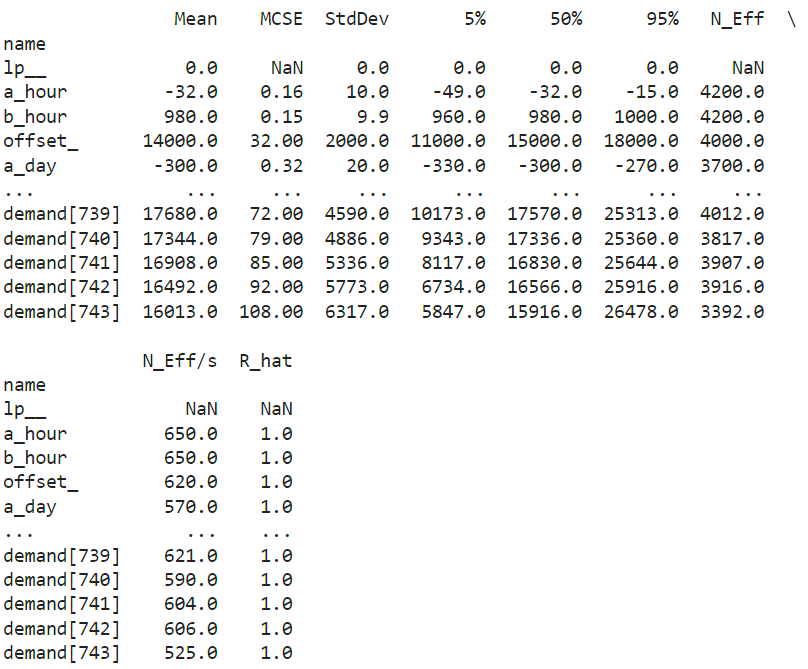 Mean MCSE StdDev 5% 50% 95% N_Eff \
name
lp__ 0.0 NaN 0.0 0.0 0.0 0.0 NaN
a_hour -32.0 0.16 10.0 -49.0 -32.0 -15.0 4200.0
b_hour 980.0 0.15 9.9 960.0 980.0 1000.0 4200.0
offset_ 14000.0 32.00 2000.0 11000.0 15000.0 18000.0 4000.0
a_day -300.0 0.32 20.0 -330.0 -300.0 -270.0 3700.0
... ... ... ... ... ... ... ...
demand[739] 17680.0 72.00 4590.0 10173.0 17570.0 25313.0 4012.0
demand[740] 17344.0 79.00 4886.0 9343.0 17336.0 25360.0 3817.0
demand[741] 16908.0 85.00 5336.0 8117.0 16830.0 25644.0 3907.0
demand[742] 16492.0 92.00 5773.0 6734.0 16566.0 25916.0 3916.0
demand[743] 16013.0 108.00 6317.0 5847.0 15916.0 26478.0 3392.0
N_Eff/s R_hat
name
lp__ NaN NaN
a_hour 650.0 1.0
b_hour 650.0 1.0
offset_ 620.0 1.0
a_day 570.0 1.0
... ... ...
demand[739] 621.0 1.0
demand[740] 590.0 1.0
demand[741] 604.0 1.0
demand[742] 606.0 1.0
demand[743] 525.0 1.0